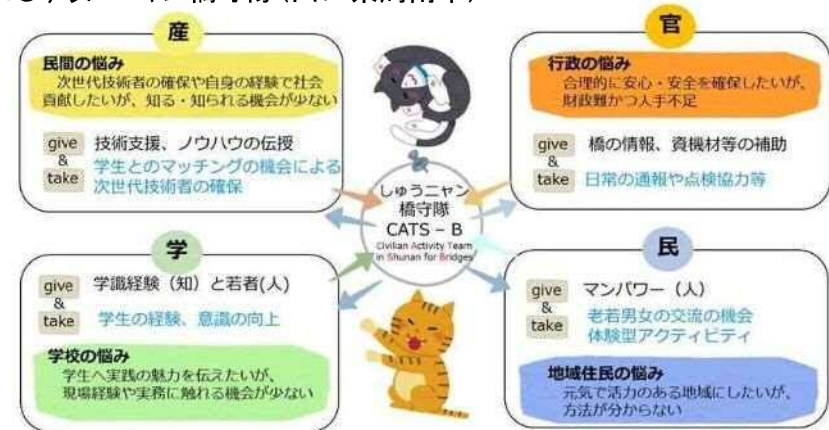 産
民間の悩み
次世代技術者の確保や自身の経験で社会
貢献したいが、知る・知られる機会が少ない
give 技術支援、ノウハウの伝授
&
take 学生とのマッチングの機会による
次世代技術者の確保
官
行政の悩み
合理的に安心・安全を確保したいが、
財政難かつ人手不足
give 橋の情報、資機材等の補助
&
take 日常の通報や点検協力等
しゅうニャン
橋守隊
CATS – B
Civilian Activity Team
in Shunan for Bridges
学
give 学識経験（知）と若者(人)
&
take 学生の経験、意識の向上
学校の悩み
学生へ実践の魅力を伝えたいが、
現場経験や実務に触れる機会が少ない
民
give マンパワー（人）
&
take 老若男女の交流の機会
体験型アクティビティ
地域住民の悩み
元気で活力のある地域にしたいが、
方法が分からない